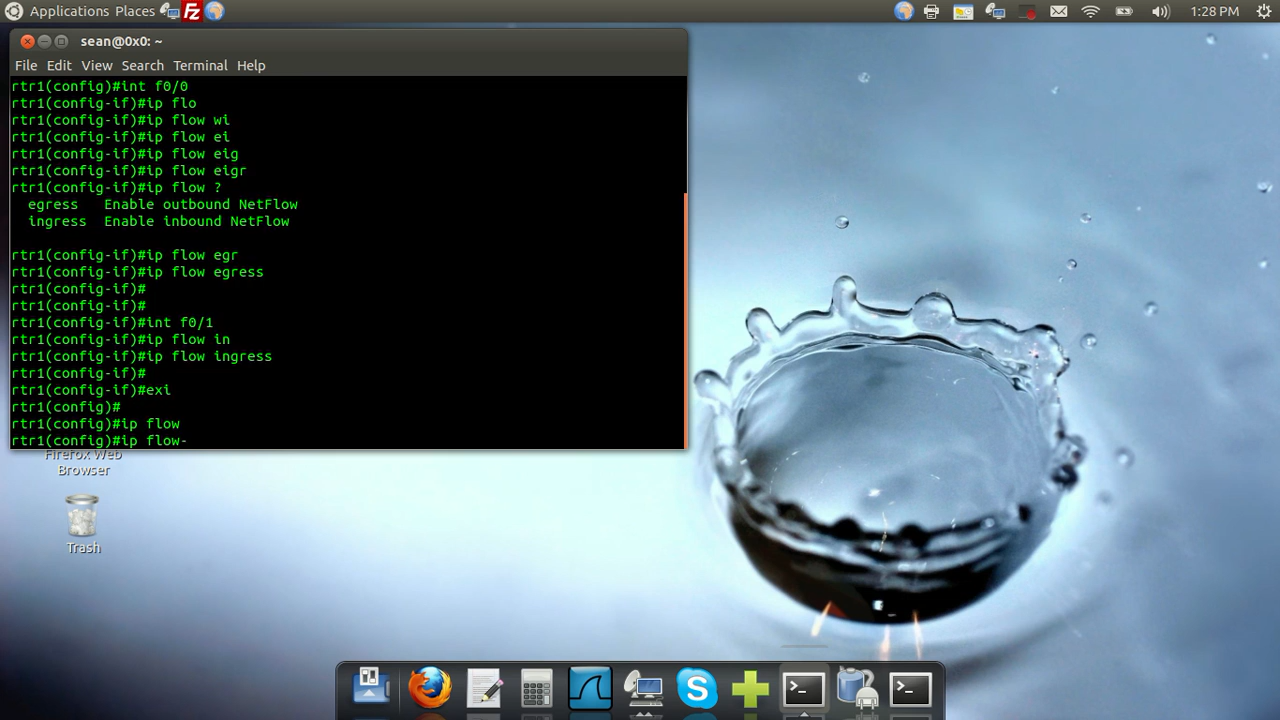 Applications Places
1:28 PM
sean@0x0: ~
File Edit View Search Terminal Help
rtr1(config)#int f0/0
rtr1(config-if)#ip flo
rtr1(config-if)#ip flow wi
rtr1(config-if)#ip flow ei
rtr1(config-if)#ip flow eig
rtr1(config-if)#ip flow eigr
rtr1(config-if)#ip flow ?
egress Enable outbound NetFlow
ingress Enable inbound NetFlow
rtr1(config-if)#ip flow egr
rtr1(config-if)#ip flow egress
rtr1(config-if)#
rtr1(config-if)#
rtr1(config-if)#int f0/1
rtr1(config-if)#ip flow in
rtr1(config-if)#ip flow ingress
rtr1(config-if)#
rtr1(config-if)#exi
rtr1(config)#
rtr1(config)#ip flow
rtr1(config)#ip flow-
Firefox Web
Browser
Trash